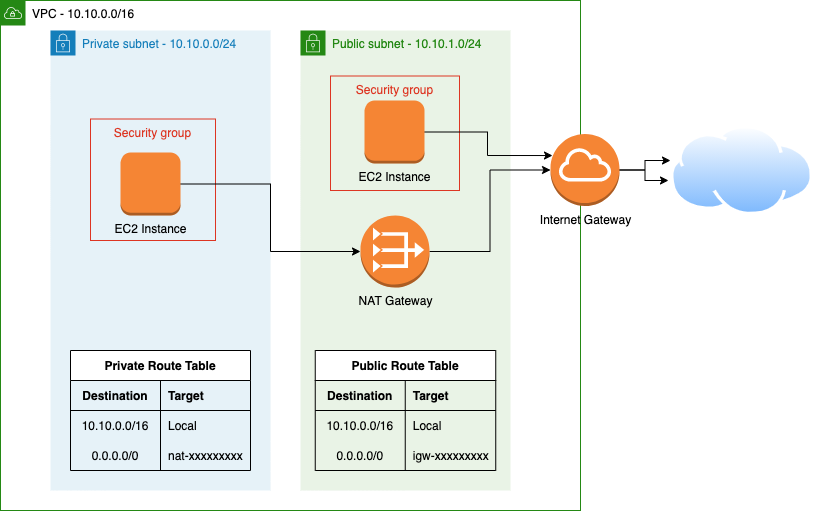 VPC - 10.10.0.0/16
Private subnet - 10.10.0.0/24
Security group
EC2 Instance
Public subnet - 10.10.1.0/24
Security group
EC2 Instance
NAT Gateway
Internet Gateway
Private Route Table
Destination Target
10.10.0.0/16 Local
0.0.0.0/0 nat-xxxxxxxxx
Public Route Table
Destination Target
10.10.0.0/16 Local
0.0.0.0/0 igw-xxxxxxxxx